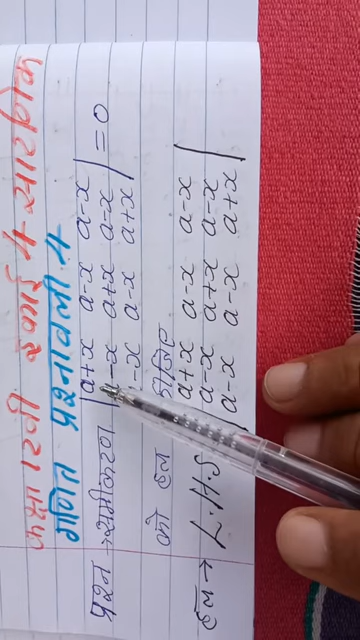 कक्षा 12वी इकाई 4 - सारणिक
गणित प्रश्नावली 4
प्रश्न → समीकरण | a+x a-x a-x |
a-x a+x a-x = 0
-x a-x a+x
को हल कीजिए
हल → L.H.S | a+x a-x a-x |
a-x a+x a-x
a-x a-x a+x